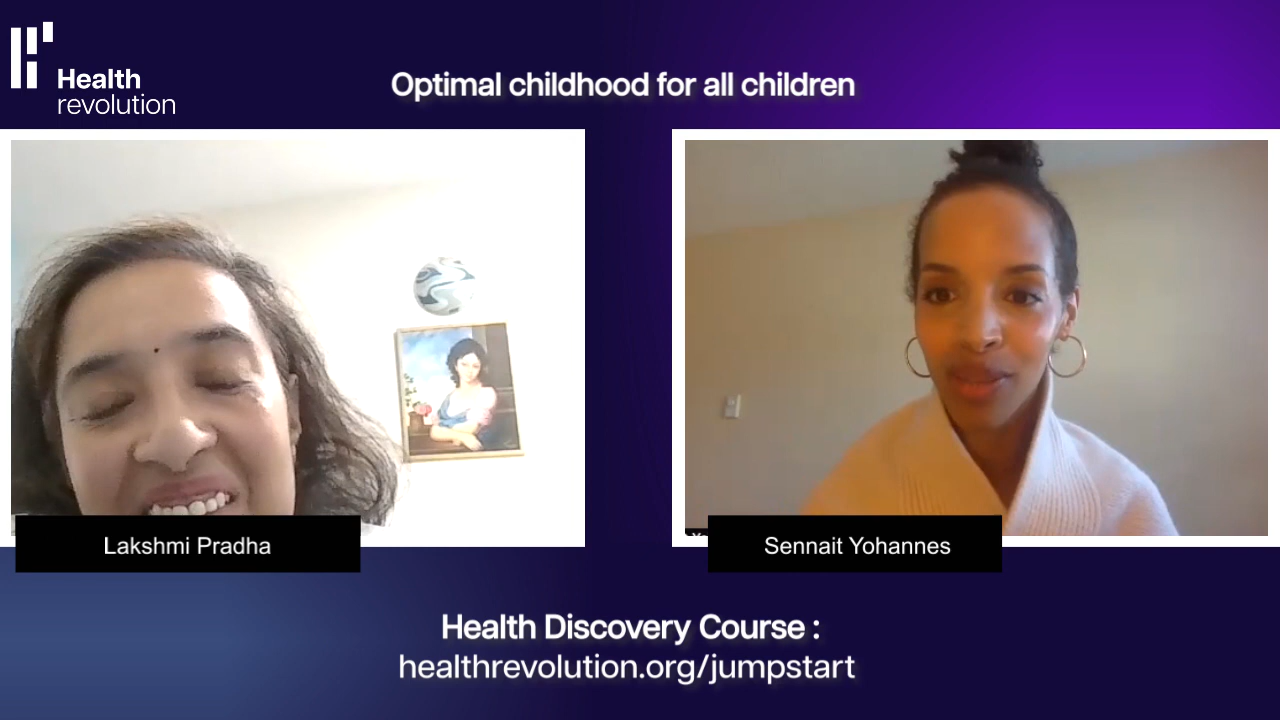 Health
revolution
Optimal childhood for all children
Lakshmi Pradha
Sennait Yohannes
Health Discovery Course :
healthrevolution.org/jumpstart